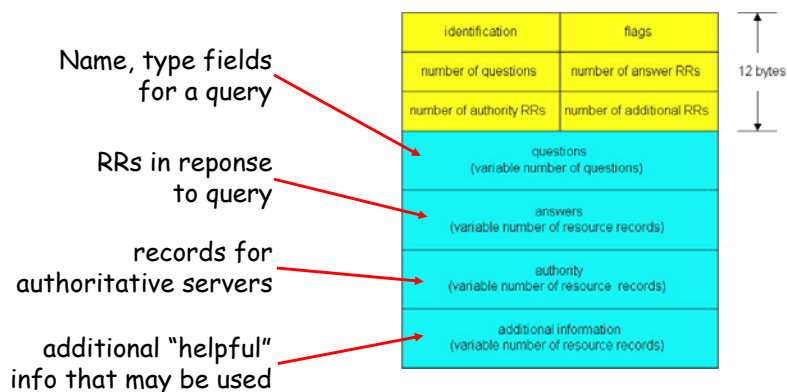 Name, type fields
for a query
RRs in reponse
to query
records for
authoritative servers
additional “helpful”
info that may be used
identification
flags
number of questions
number of answer RRs
number of authority RRs
number of additional RRs
12 bytes
questions
(variable number of questions)
answers
(variable number of resource records)
authority
(variable number of resource records)
additional information
(variable number of resource records)